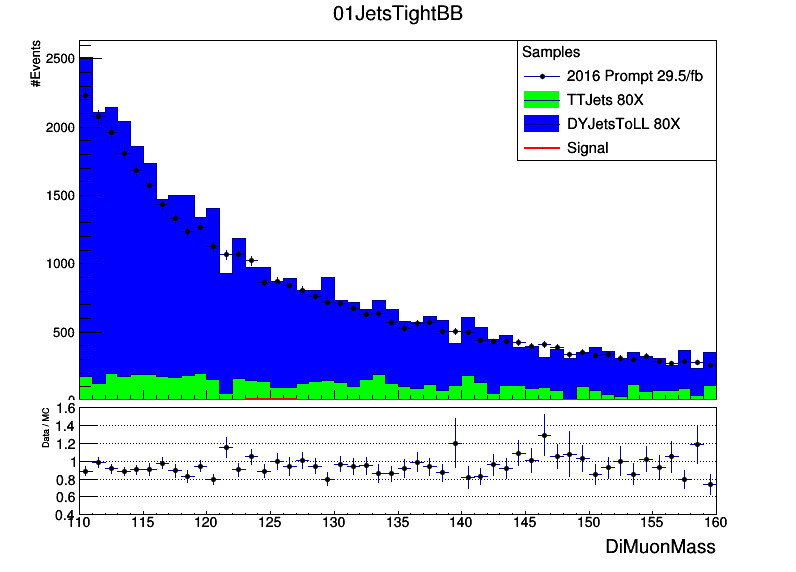 01JetsTightBB
#Events
2500
2000
1500
1000
500
0
Samples
2016 Prompt 29.5/fb
TTJets 80X
DYJetsToLL 80X
Signal
Data / MC
1.6
1.4
1.2
1
0.8
0.6
0.4
110 115 120 125 130 135 140 145 150 155 160
DiMuonMass